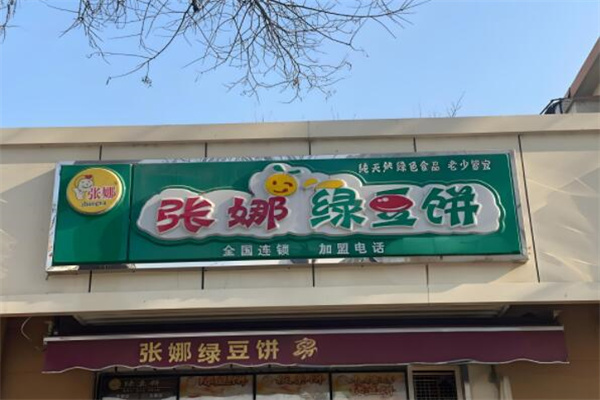 纯天然绿色食品 老少皆宜
张娜
zhangna
张娜绿豆饼
全国连锁 加盟电话
张娜绿豆饼